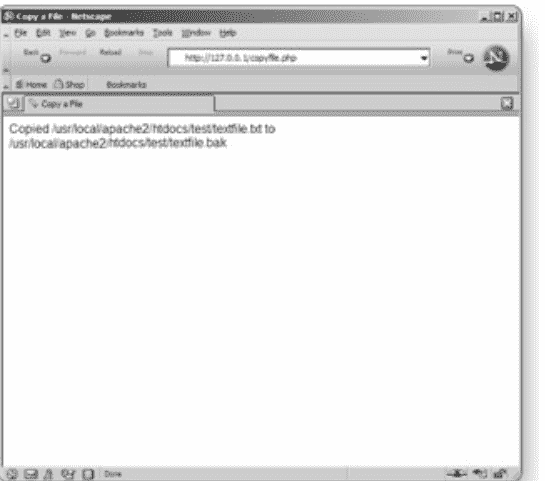 Copy a File - Netscape
File Edit View Go Bookmarks Tools Window Help
Back Forward Reload Stop http://127.0.0.1/copyfile.php Print N
Home Shop Bookmarks
Copy a File
Copied /usr/local/apache2/htdocs/test/textfile.txt to
/usr/local/apache2/htdocs/test/textfile.bak
Done